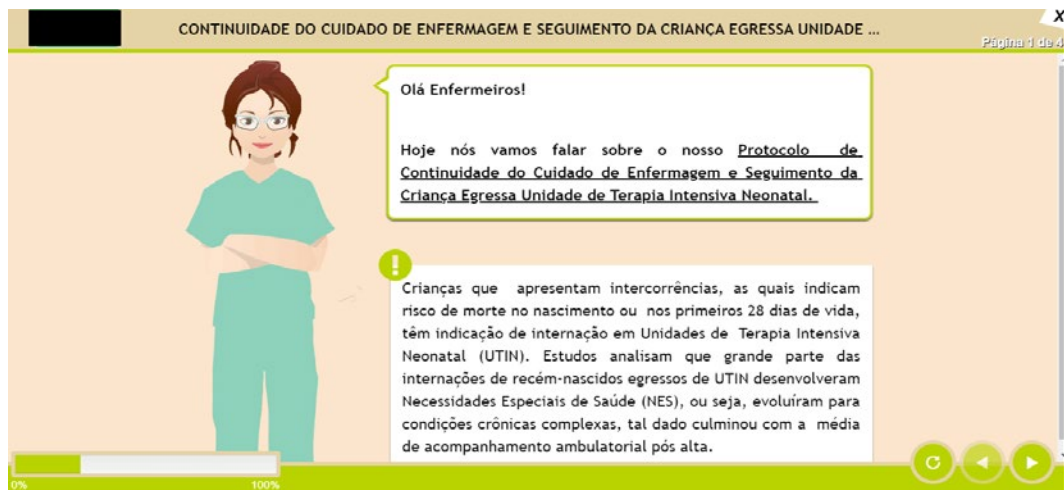 CONTINUIDADE DO CUIDADO DE ENFERMAGEM E SEGUIMENTO DA CRIANÇA EGRESSA UNIDADE ...
X
Página 1 de 4
Olá Enfermeiros!
Hoje nós vamos falar sobre o nosso Protocolo de
Continuidade do Cuidado de Enfermagem e Seguimento da
Criança Egressa Unidade de Terapia Intensiva Neonatal.
!
Crianças que apresentam intercorrências, as quais indicam
risco de morte no nascimento ou nos primeiros 28 dias de vida,
têm indicação de internação em Unidades de Terapia Intensiva
Neonatal (UTIN). Estudos analisam que grande parte das
internações de recém-nascidos egressos de UTIN desenvolveram
Necessidades Especiais de Saúde (NES), ou seja, evoluíram para
condições crônicas complexas, tal dado culminou com a média
de acompanhamento ambulatorial pós alta.
0% 100%